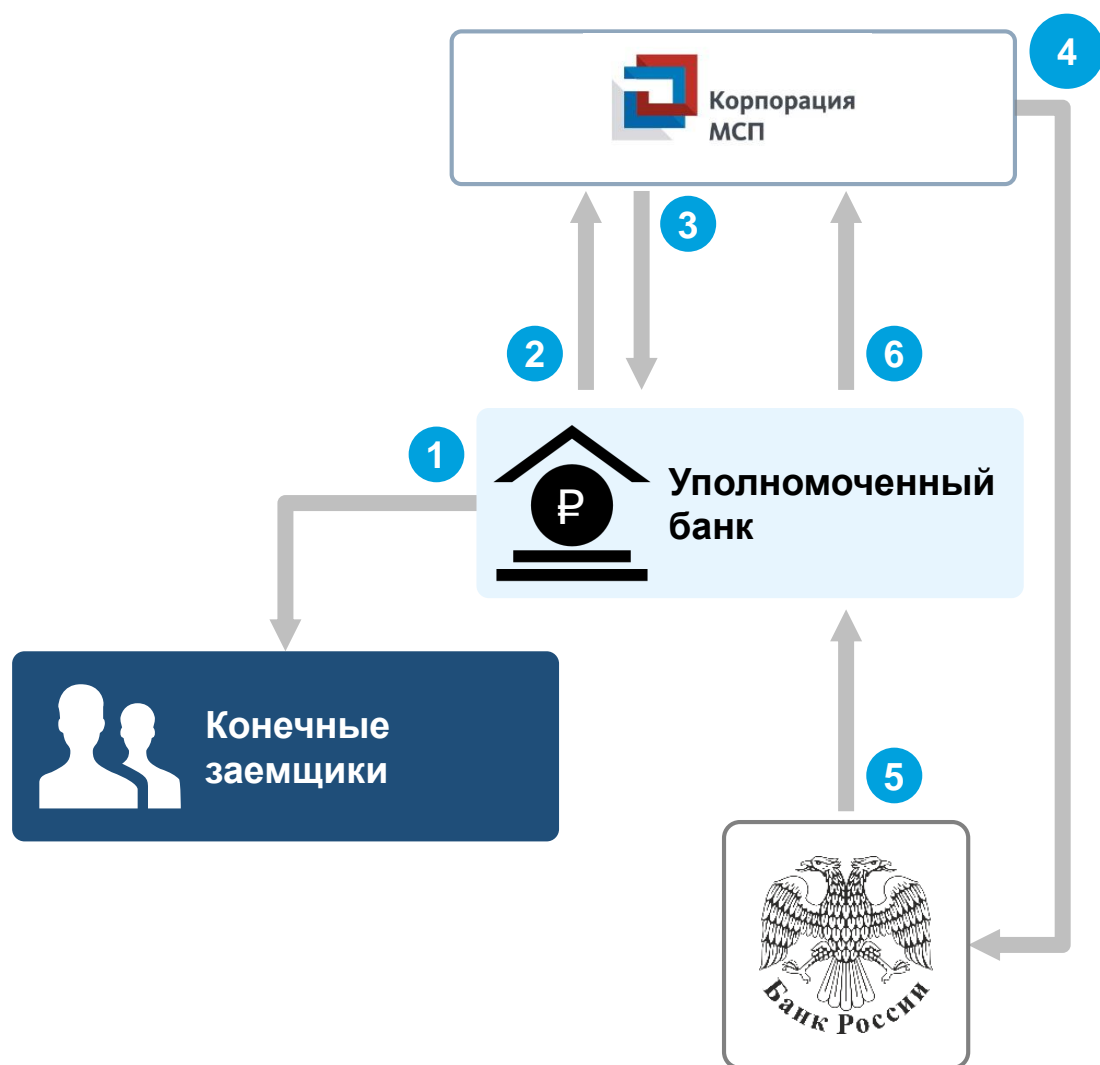 4
Корпорация
МСП
3
2
6
1
Уполномоченный
банк
₽
Конечные
заемщики
5
Банк России